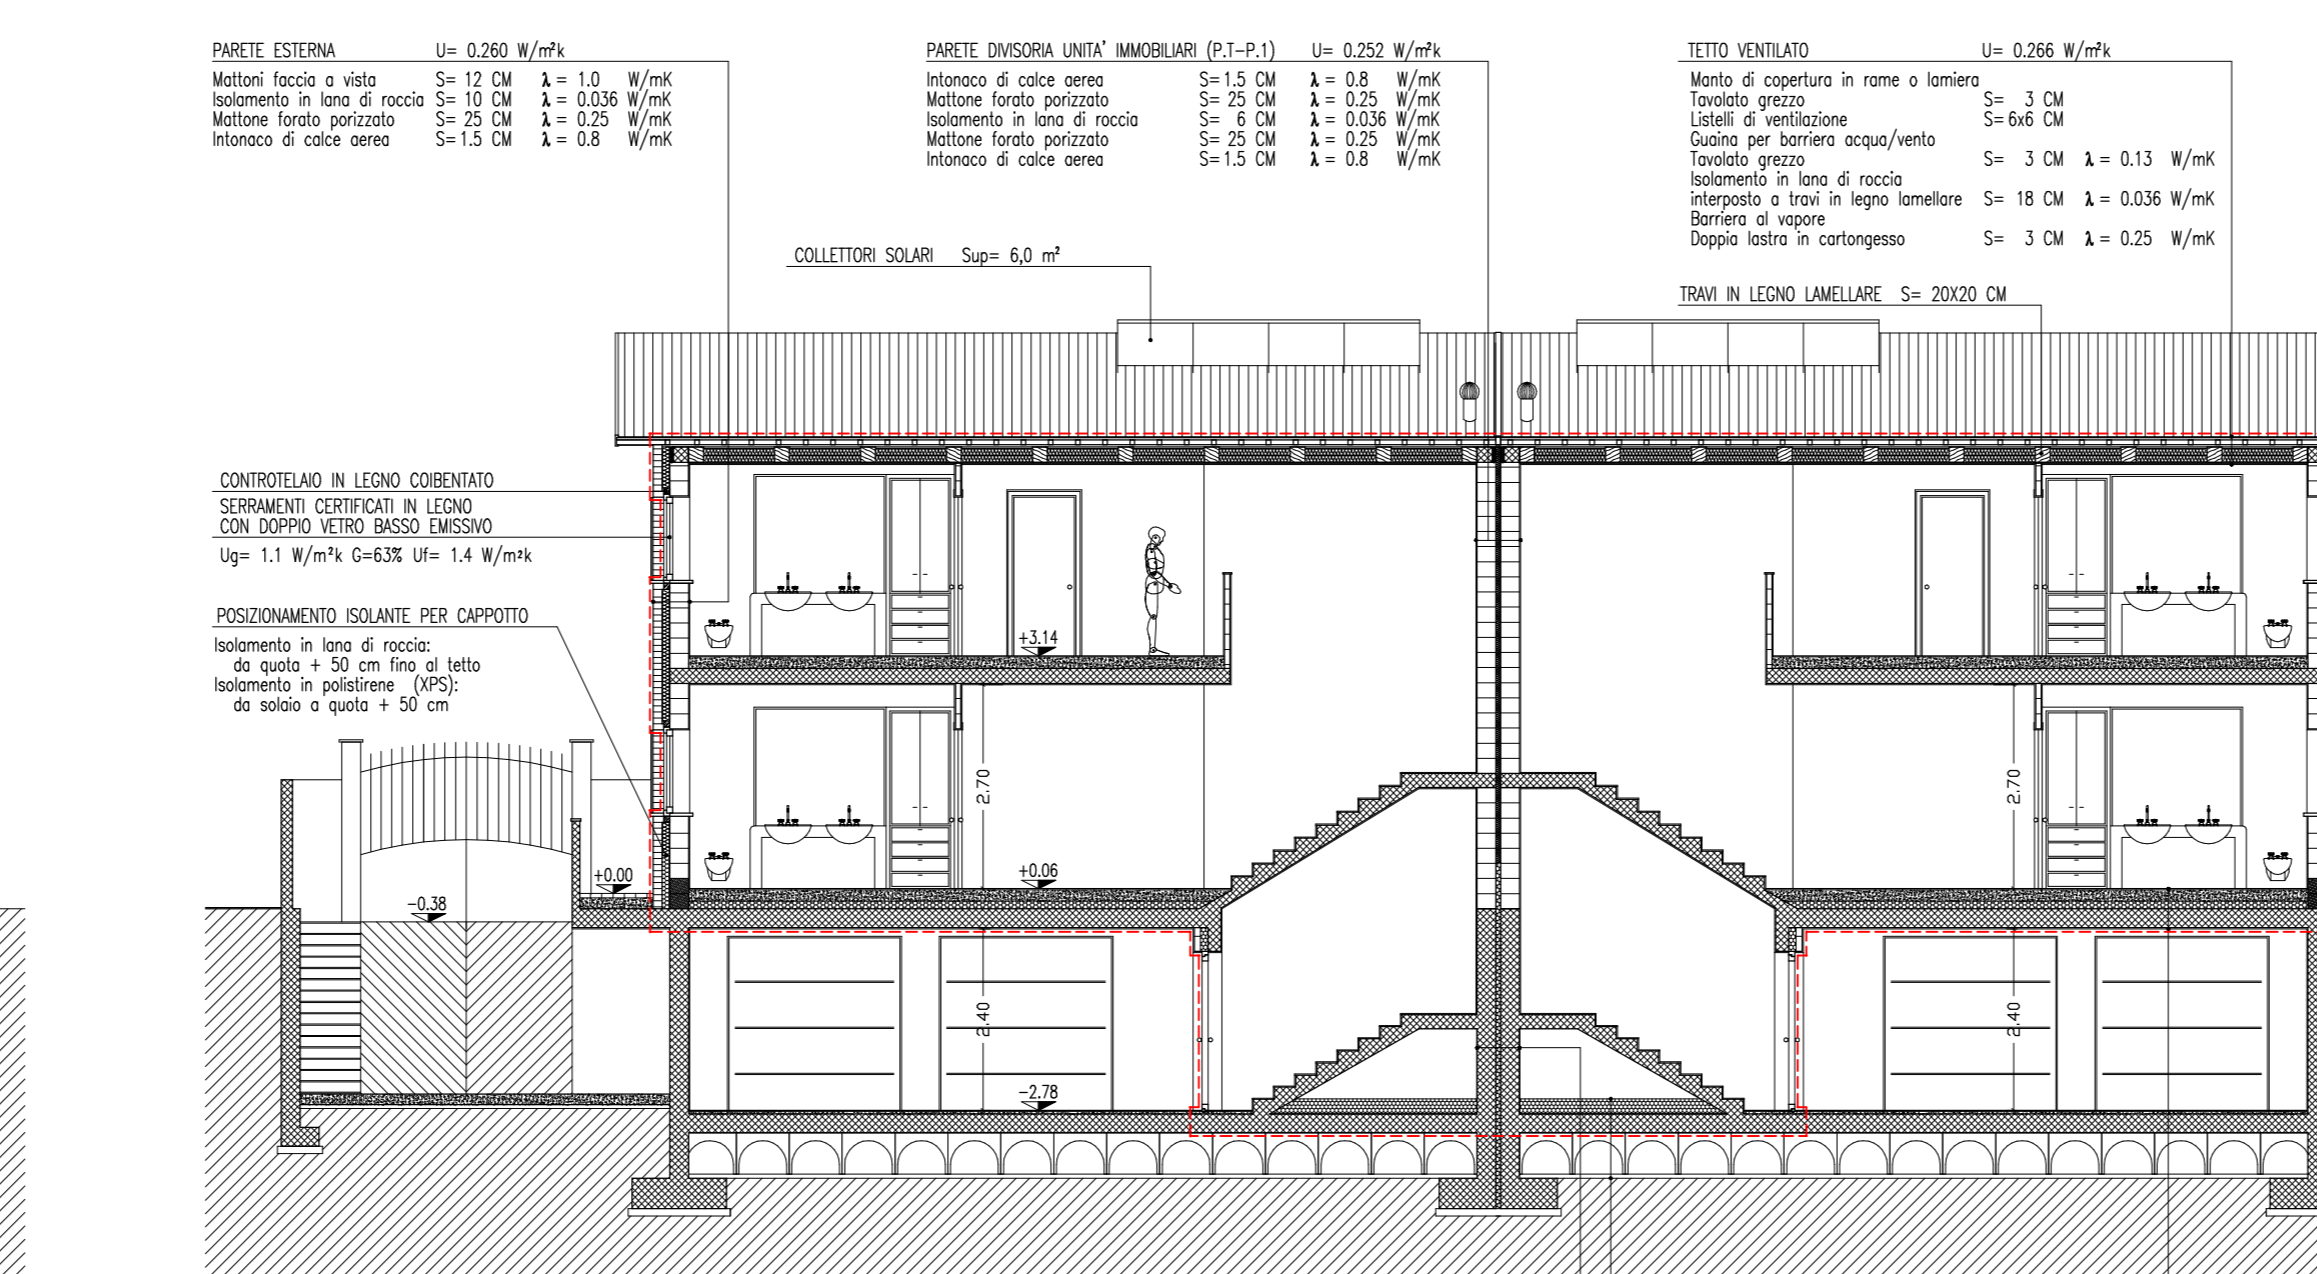 PARETE ESTERNA U= 0.260 W/m²k
Mattoni faccia a vista S= 12 CM λ = 1.0 W/mK
Isolamento in lana di roccia S= 10 CM λ = 0.036 W/mK
Mattone forato porizzato S= 25 CM λ = 0.25 W/mK
Intonaco di calce aerea S=1.5 CM λ = 0.8 W/mK
PARETE DIVISORIA UNITA' IMMOBILIARI (P.T-P.1) U= 0.252 W/m²k
Intonaco di calce aerea S=1.5 CM λ = 0.8 W/mK
Mattone forato porizzato S= 25 CM λ = 0.25 W/mK
Isolamento in lana di roccia S= 6 CM λ = 0.036 W/mK
Mattone forato porizzato S= 25 CM λ = 0.25 W/mK
Intonaco di calce aerea S=1.5 CM λ = 0.8 W/mK
TETTO VENTILATO U= 0.266 W/m²k
Manto di copertura in rame o lamiera
Tavolato grezzo S= 3 CM
Listelli di ventilazione S=6x6 CM
Guaina per barriera acqua/vento
Tavolato grezzo S= 3 CM λ = 0.13 W/mK
Isolamento in lana di roccia
interposto a travi in legno lamellare S= 18 CM λ = 0.036 W/mK
Barriera al vapore
Doppia lastra in cartongesso S= 3 CM λ = 0.25 W/mK
COLLETTORI SOLARI Sup= 6,0 m²
TRAVI IN LEGNO LAMELLARE S= 20X20 CM
CONTROTELAIO IN LEGNO COIBENTATO
SERRAMENTI CERTIFICATI IN LEGNO
CON DOPPIO VETRO BASSO EMISSIVO
Ug= 1.1 W/m²k G=63% Uf= 1.4 W/m²k
POSIZIONAMENTO ISOLANTE PER CAPPOTTO
Isolamento in lana di roccia:
da quota + 50 cm fino al tetto
Isolamento in polistirene (XPS):
da solaio a quota + 50 cm
+3.14
2.70
2.70
+0.00
+0.06
-0.38
2.40
2.40
-2.78